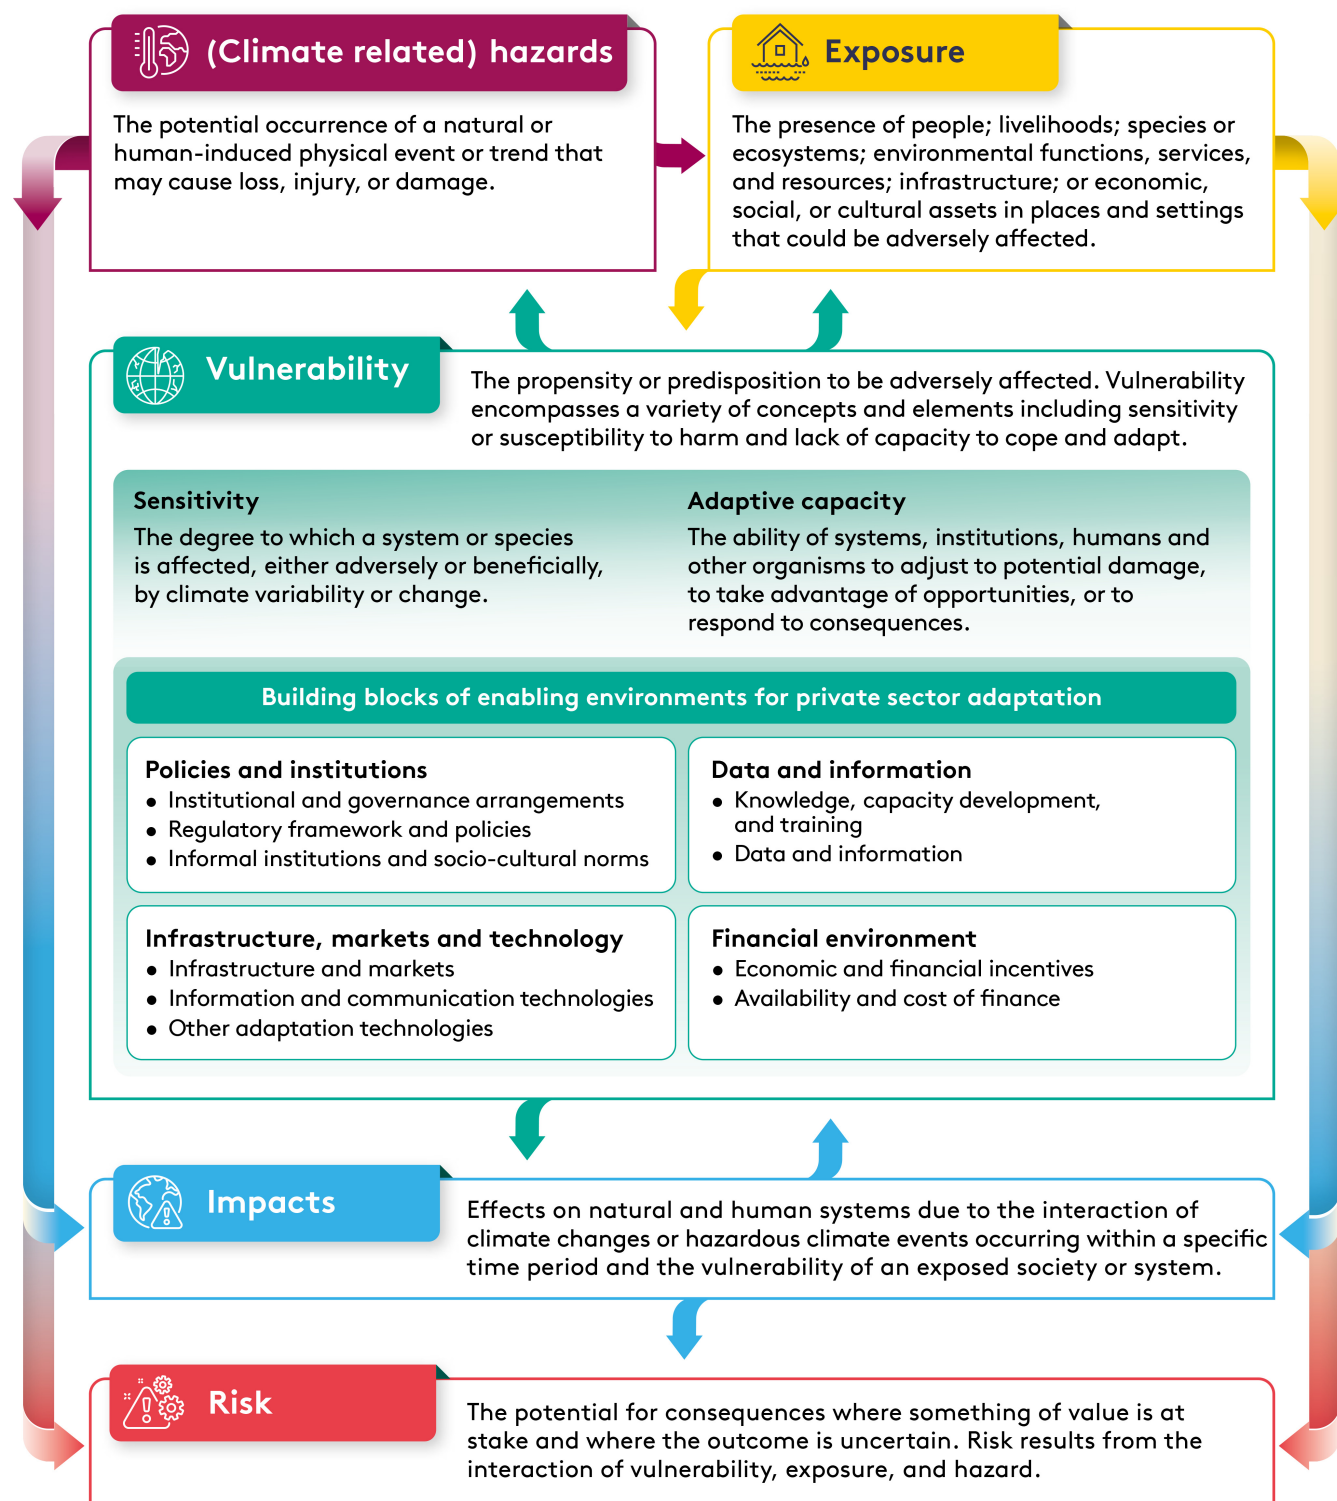 (Climate related) hazards
The potential occurrence of a natural or
human-induced physical event or trend that
may cause loss, injury, or damage.
Exposure
The presence of people; livelihoods; species or
ecosystems; environmental functions, services,
and resources; infrastructure; or economic,
social, or cultural assets in places and settings
that could be adversely affected.
Vulnerability
The propensity or predisposition to be adversely affected. Vulnerability
encompasses a variety of concepts and elements including sensitivity
or susceptibility to harm and lack of capacity to cope and adapt.
Sensitivity
The degree to which a system or species
is affected, either adversely or beneficially,
by climate variability or change.
Adaptive capacity
The ability of systems, institutions, humans and
other organisms to adjust to potential damage,
to take advantage of opportunities, or to
respond to consequences.
Building blocks of enabling environments for private sector adaptation
Policies and institutions
• Institutional and governance arrangements
• Regulatory framework and policies
• Informal institutions and socio-cultural norms
Data and information
• Knowledge, capacity development,
and training
• Data and information
Infrastructure, markets and technology
• Infrastructure and markets
• Information and communication technologies
• Other adaptation technologies
Financial environment
• Economic and financial incentives
• Availability and cost of finance
Impacts
Effects on natural and human systems due to the interaction of
climate changes or hazardous climate events occurring within a specific
time period and the vulnerability of an exposed society or system.
Risk
The potential for consequences where something of value is at
stake and where the outcome is uncertain. Risk results from the
interaction of vulnerability, exposure, and hazard.